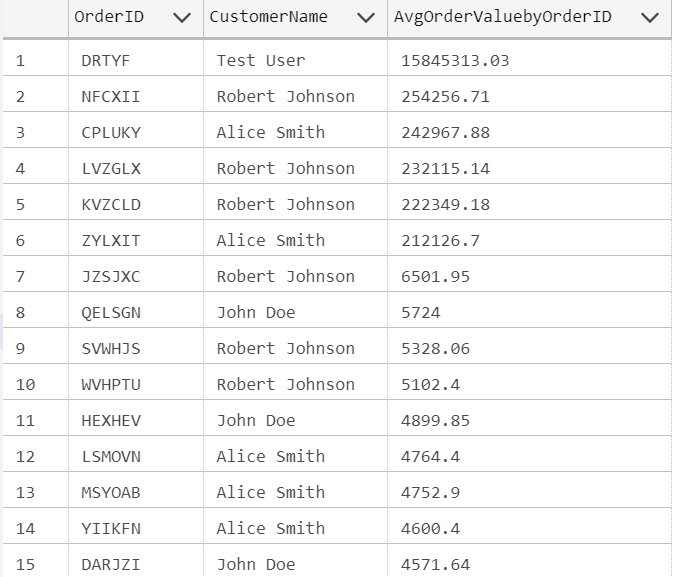 OrderID CustomerName AvgOrderValuebyOrderID
1 DRTYF Test User 15845313.03
2 NFCXII Robert Johnson 254256.71
3 CPLUKY Alice Smith 242967.88
4 LVZGLX Robert Johnson 232115.14
5 KVZCLD Robert Johnson 222349.18
6 ZYLXIT Alice Smith 212126.7
7 JZSJXC Robert Johnson 6501.95
8 QELSGN John Doe 5724
9 SVWHJS Robert Johnson 5328.06
10 WVHPTU Robert Johnson 5102.4
11 HEXHEV John Doe 4899.85
12 LSMOVN Alice Smith 4764.4
13 MSYOAB Alice Smith 4752.9
14 YIIKFN Alice Smith 4600.4
15 DARJZI John Doe 4571.64